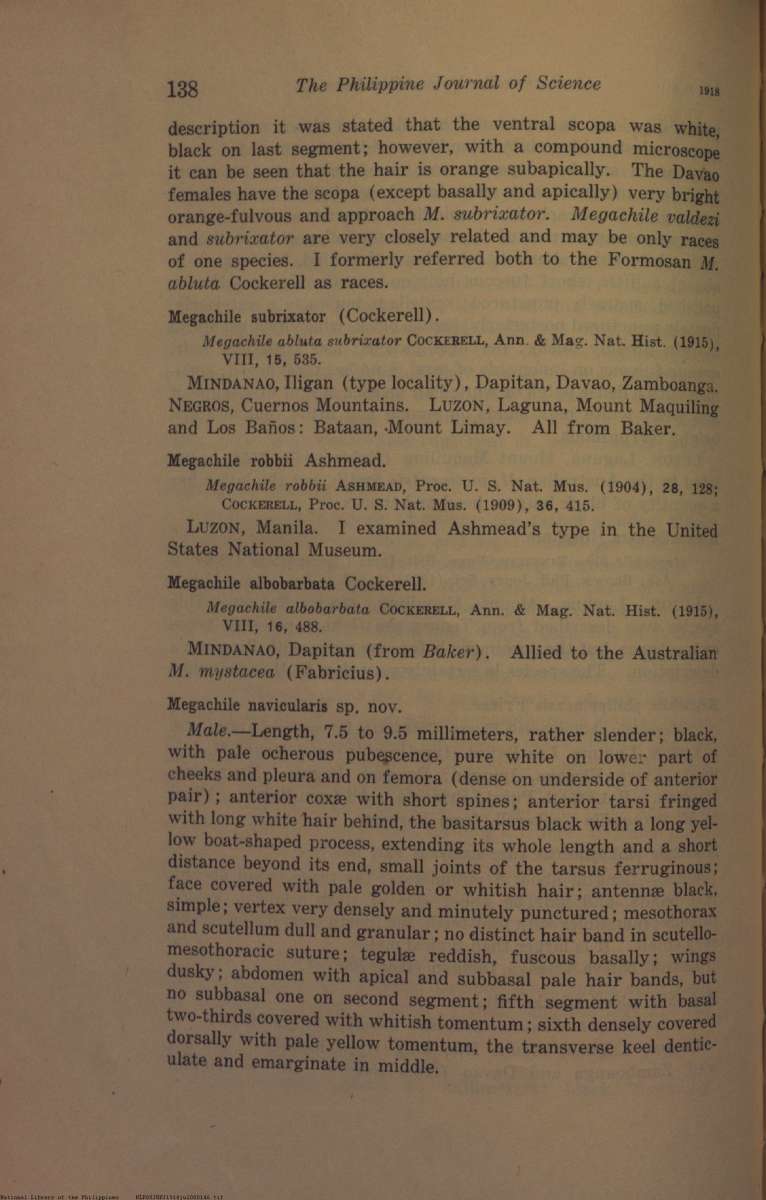 138 The Philippine Journal of Science 1918
description it was stated that the ventral scopa was white,
black on last segment; however, with a compound microscope
it can be seen that the hair is orange subapically. The Davao
females have the scopa (except basally and apically) very bright
orange-fulvous and approach M. subrixator. Megachile valdezi
and subrixator are very closely related and may be only races
of one species. I formerly referred both to the Formosan M.
abluta Cockerell as races.
Megachile subrixator (Cockerell).
Megachile abluta subrixator COCKERELL, Ann. & Mag. Nat. Hist. (1915),
VIII, 15, 535.
MINDANAO, Iligan (type locality), Dapitan, Davao, Zamboanga.
NEGROS, Cuernos Mountains. LUZON, Laguna, Mount Maquiling
and Los Baños: Bataan, Mount Limay. All from Baker.
Megachile robbii Ashmead.
Megachile robbii ASHMEAD, Proc. U. S. Nat. Mus. (1904), 28, 128;
COCKERELL, Proc. U. S. Nat. Mus. (1909), 36, 415.
LUZON, Manila. I examined Ashmead's type in the United
States National Museum.
Megachile albobarbata Cockerell.
Megachile albobarbata COCKERELL, Ann. & Mag. Nat. Hist. (1915),
VIII, 16, 488.
MINDANAO, Dapitan (from Baker). Allied to the Australian
M. mystacea (Fabricius).
Megachile navicularis sp. nov.
Male.—Length, 7.5 to 9.5 millimeters, rather slender; black,
with pale ocherous pubescence, pure white on lower part of
cheeks and pleura and on femora (dense on underside of anterior
pair); anterior coxæ with short spines; anterior tarsi fringed
with long white hair behind, the basitarsus black with a long yel-
low boat-shaped process, extending its whole length and a short
distance beyond its end, small joints of the tarsus ferruginous;
face covered with pale golden or whitish hair; antennæ black,
simple; vertex very densely and minutely punctured; mesothorax
and scutellum dull and granular; no distinct hair band in scutello-
mesothoracic suture; tegulæ reddish, fuscous basally; wings
dusky; abdomen with apical and subbasal pale hair bands, but
no subbasal one on second segment; fifth segment with basal
two-thirds covered with whitish tomentum; sixth densely covered
dorsally with pale yellow tomentum, the transverse keel dentic-
ulate and emarginate in middle.
National Library of the Philippines